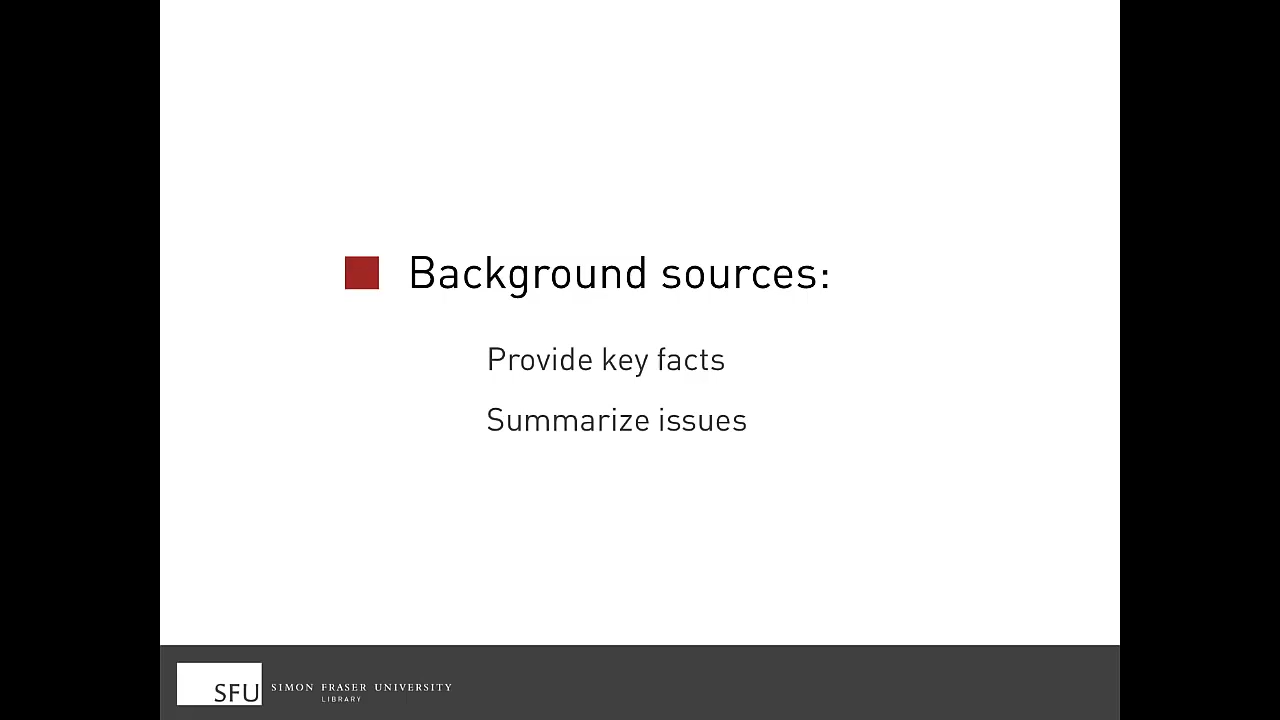 Background sources:
Provide key facts
Summarize issues
SFU SIMON FRASER UNIVERSITY
LIBRARY